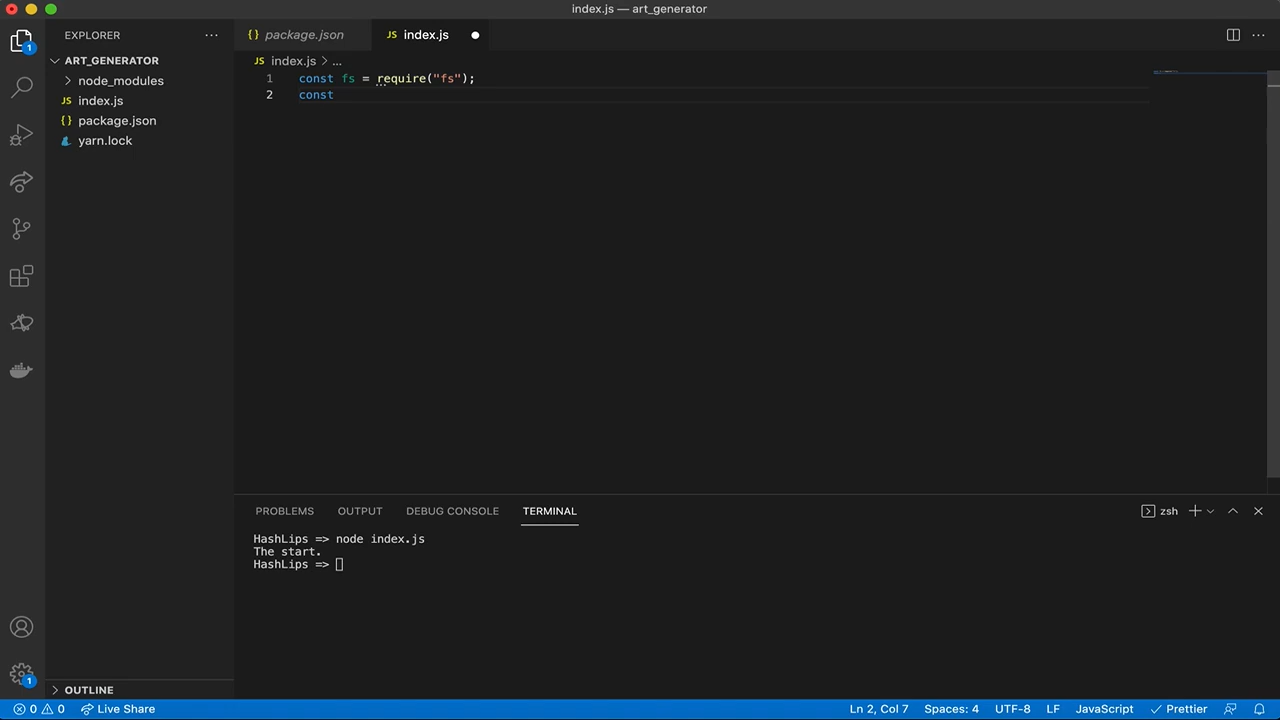 index.js — art_generator
EXPLORER
package.json
index.js
ART_GENERATOR
node_modules
index.js
package.json
yarn.lock
index.js > ...
1 const fs = require("fs");
2 const
PROBLEMS OUTPUT DEBUG CONSOLE TERMINAL
zsh
HashLips => node index.js
The start.
HashLips =>
1
1
OUTLINE
0 0 Live Share
Ln 2, Col 7 Spaces: 4 UTF-8 LF JavaScript Prettier